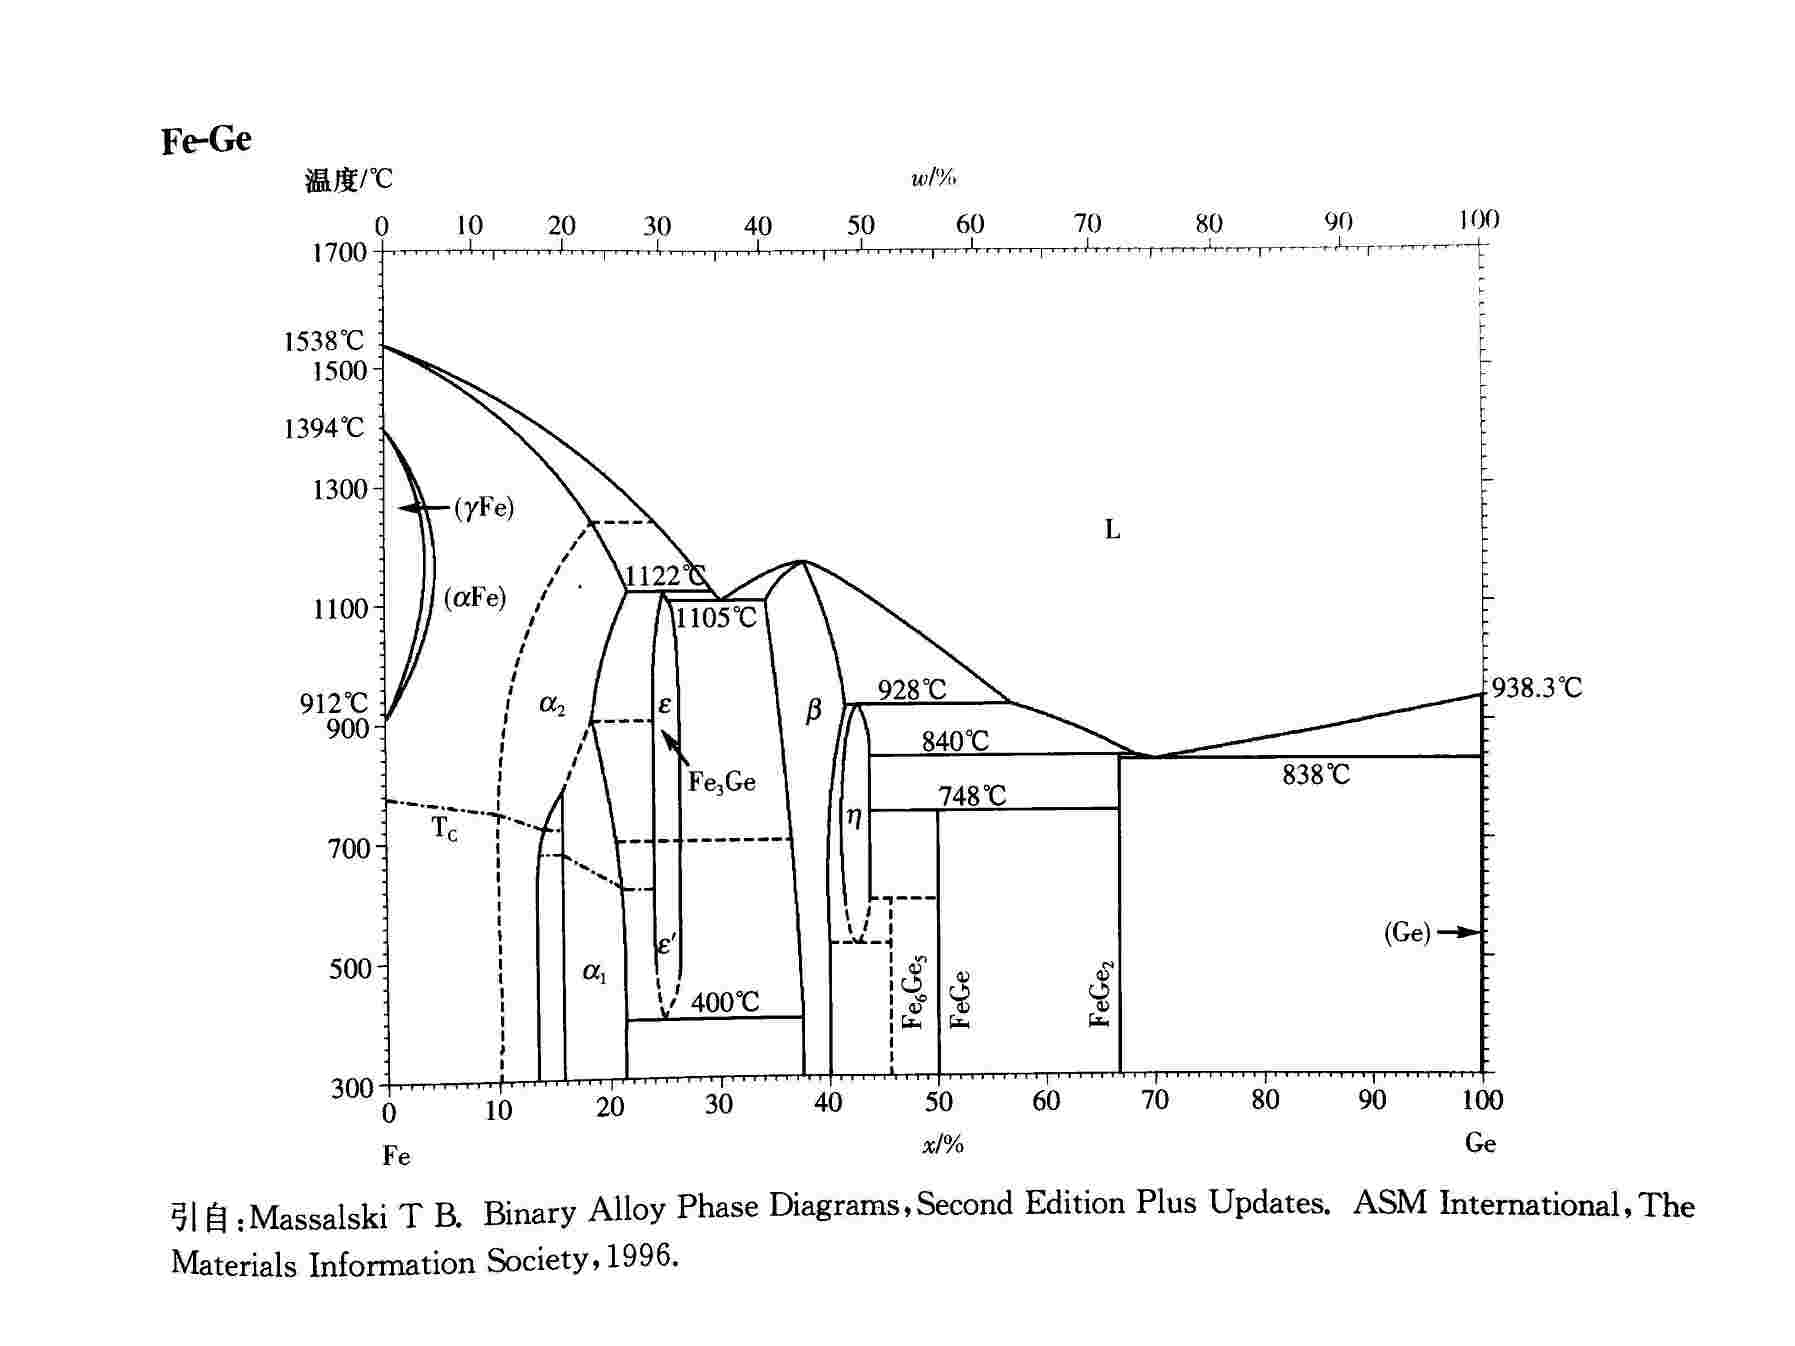 Fe-Ge
温度/℃
w/%
0 10 20 30 40 50 60 70 80 90 100
1700
1538℃
1500
1394℃
1300
(γFe)
L
1122℃
(αFe)
1100
1105℃
938.3℃
928℃
912℃
α₂
ε
β
900
840℃
838℃
Fe₃Ge
748℃
η
T_C
700
ε′
(Ge)
500
α₁
400℃
Fe₆Ge₅
FeGe
FeGe₂
300
0 10 20 30 40 50 60 70 80 90 100
Fe
x/%
Ge
引自:Massalski T B. Binary Alloy Phase Diagrams,Second Edition Plus Updates. ASM International,The
Materials Information Society,1996.